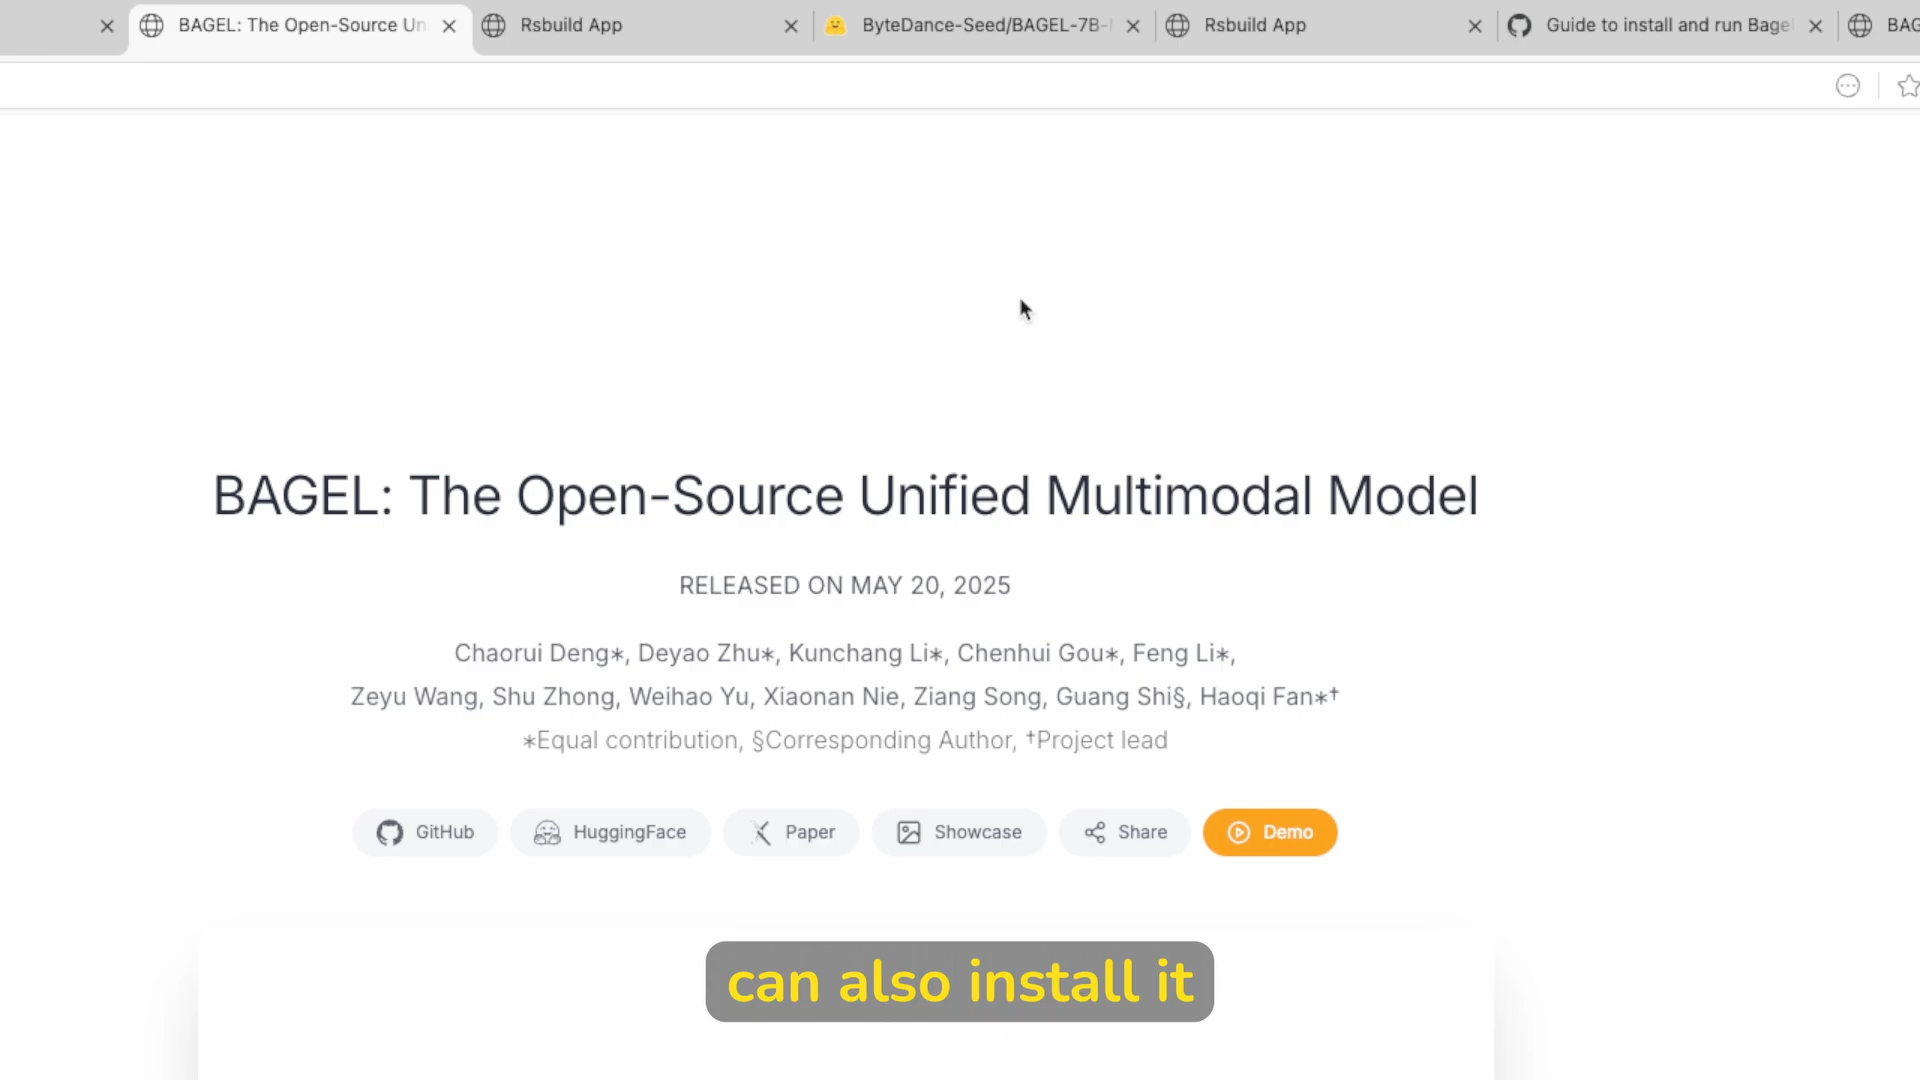 BAGEL: The Open-Source Un
Rsbuild App
ByteDance-Seed/BAGEL-7B-
Rsbuild App
Guide to install and run Bage
BAG
BAGEL: The Open-Source Unified Multimodal Model
RELEASED ON MAY 20, 2025
Chaorui Deng∗, Deyao Zhu∗, Kunchang Li∗, Chenhui Gou∗, Feng Li∗,
Zeyu Wang, Shu Zhong, Weihao Yu, Xiaonan Nie, Ziang Song, Guang Shi§, Haoqi Fan∗†
∗Equal contribution, §Corresponding Author, †Project lead
GitHub
HuggingFace
Paper
Showcase
Share
Demo
can also install it